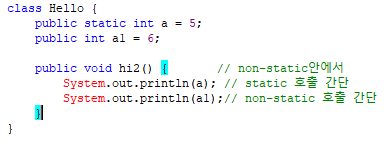 class Hello {
    public static int a = 5;
    public int a1 = 6;

    public void hi2() {       // non-static안에서
        System.out.println(a); // static 호출 간단
        System.out.println(a1);// non-static 호출 간단
    }
}